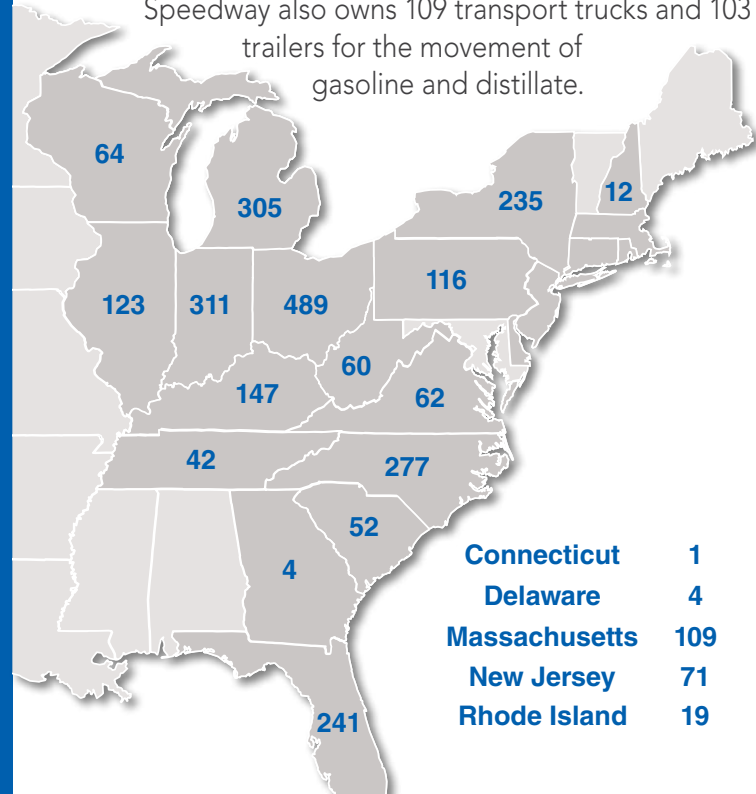 Speedway also owns 109 transport trucks and 103
trailers for the movement of
gasoline and distillate.
64
305
235
12
123
311
489
116
60
147
62
42
277
52
4
241
Connecticut 1
Delaware 4
Massachusetts 109
New Jersey 71
Rhode Island 19